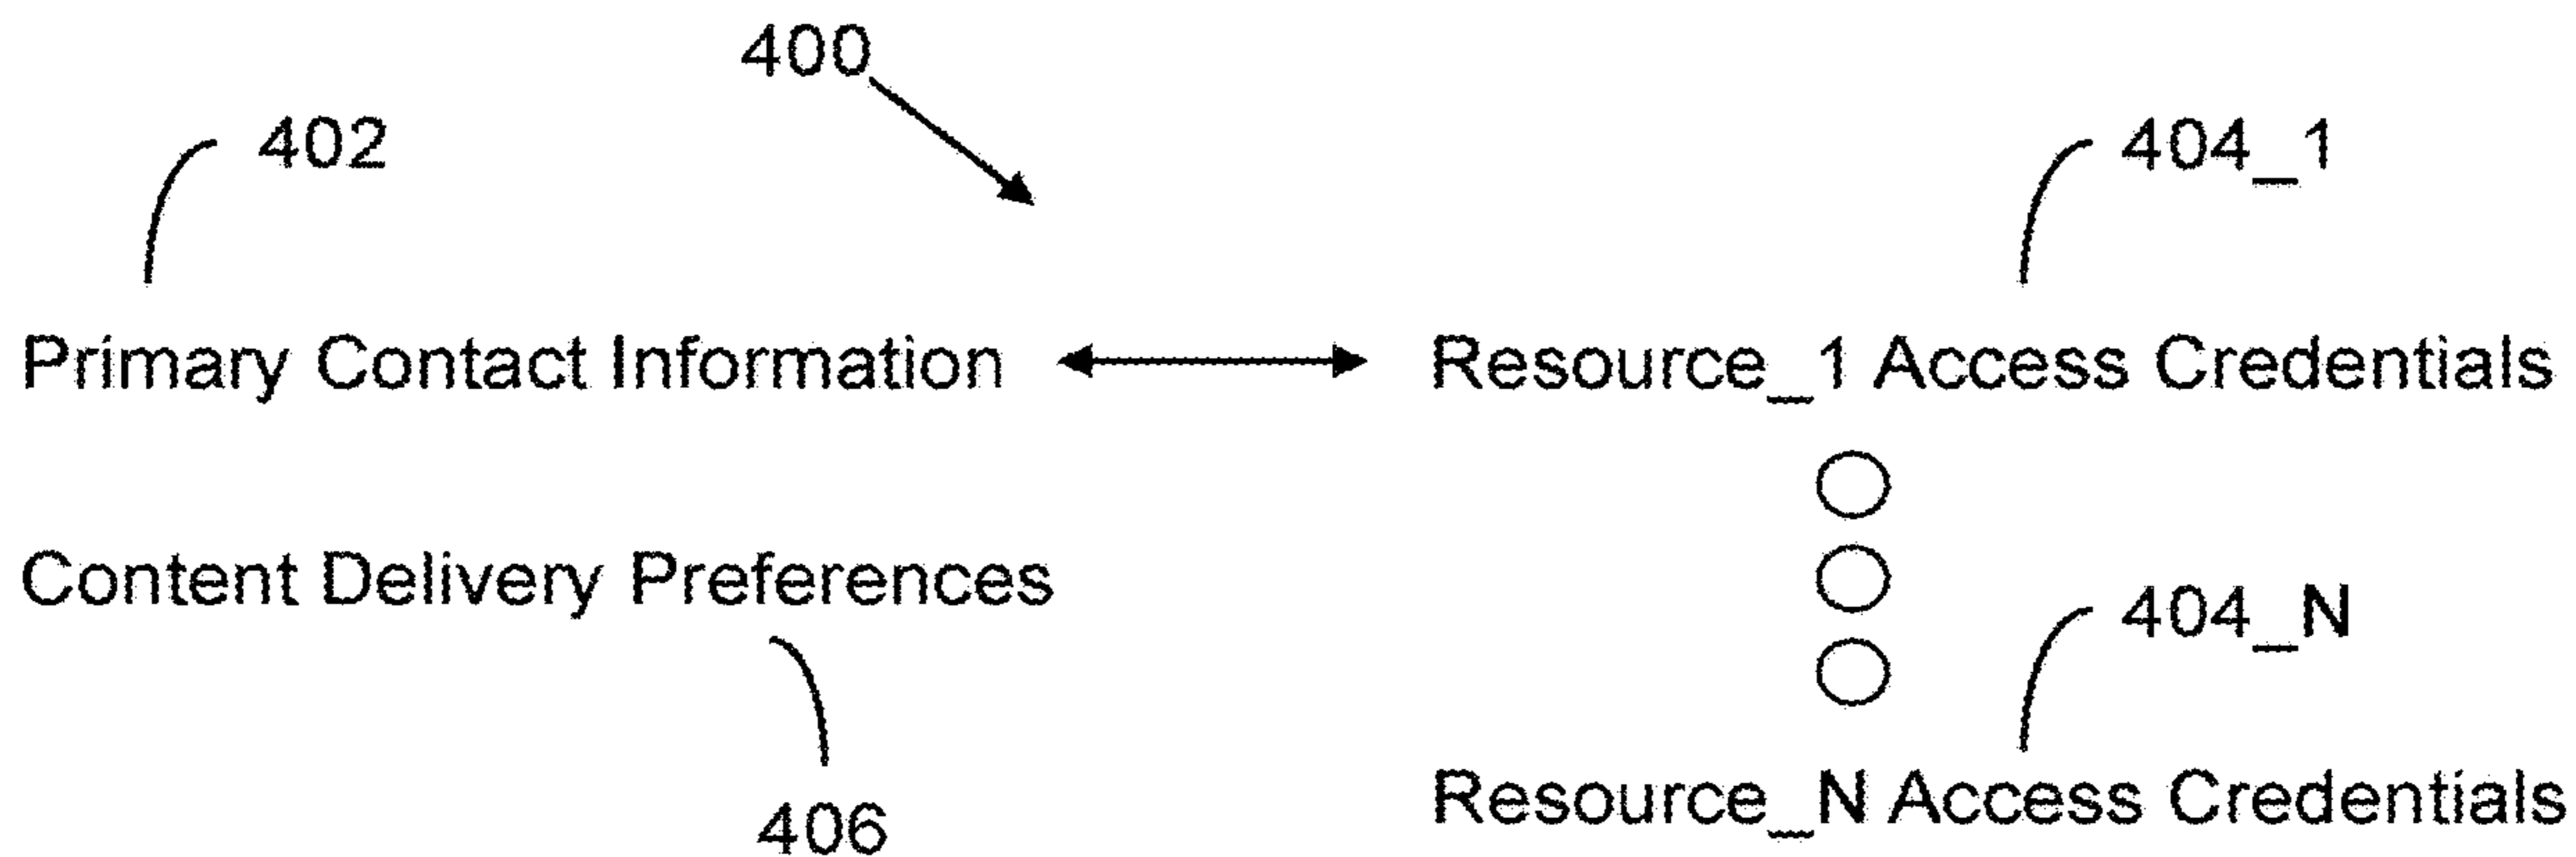 400
402
404_1
Primary Contact Information
Resource_1 Access Credentials
Content Delivery Preferences
404_N
406
Resource_N Access Credentials